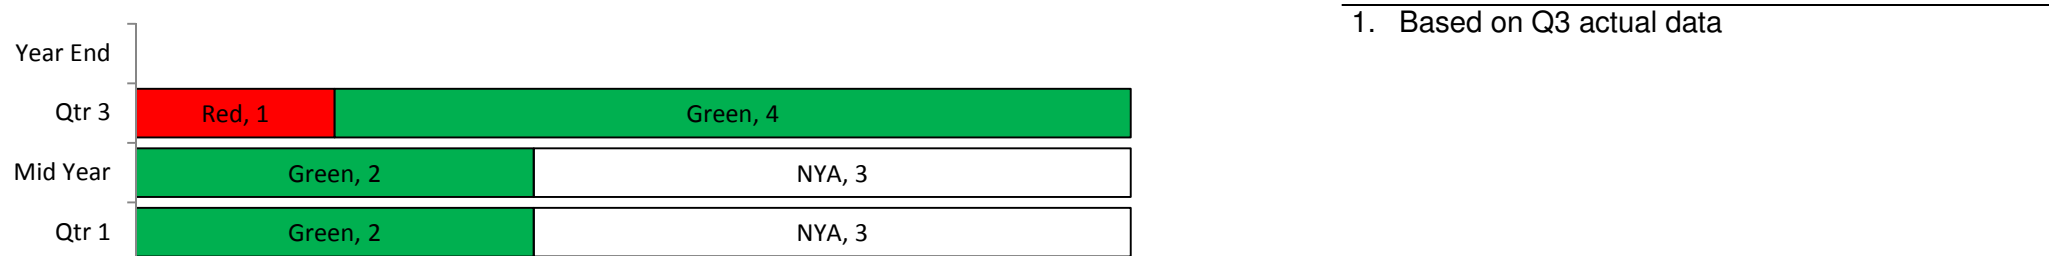 Year End
Qtr 3 Red, 1 Green, 4
Mid Year Green, 2 NYA, 3
Qtr 1 Green, 2 NYA, 3
1. Based on Q3 actual data